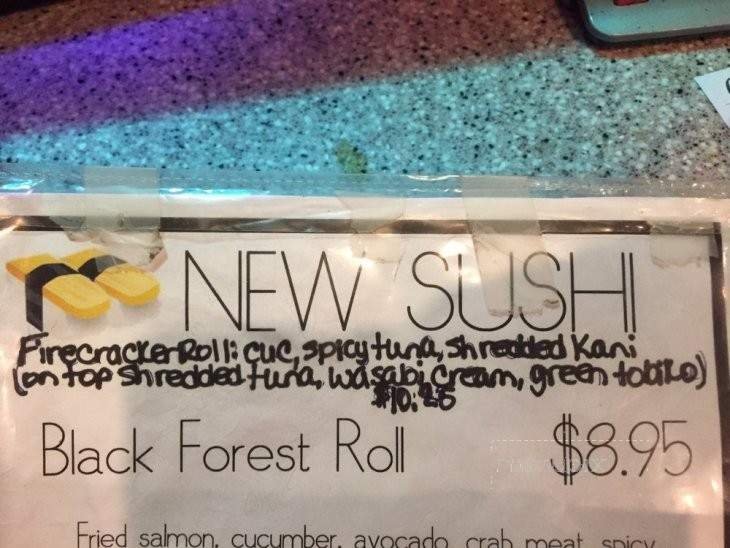 NEW SUSHI
Firecracker Roll: cuc, spicy tuna, shredded Kani
(on top shredded tuna, wasabi cream, green tobiko)
Black Forest Roll $8.95
Fried salmon, cucumber, avocado, crab meat, spicy